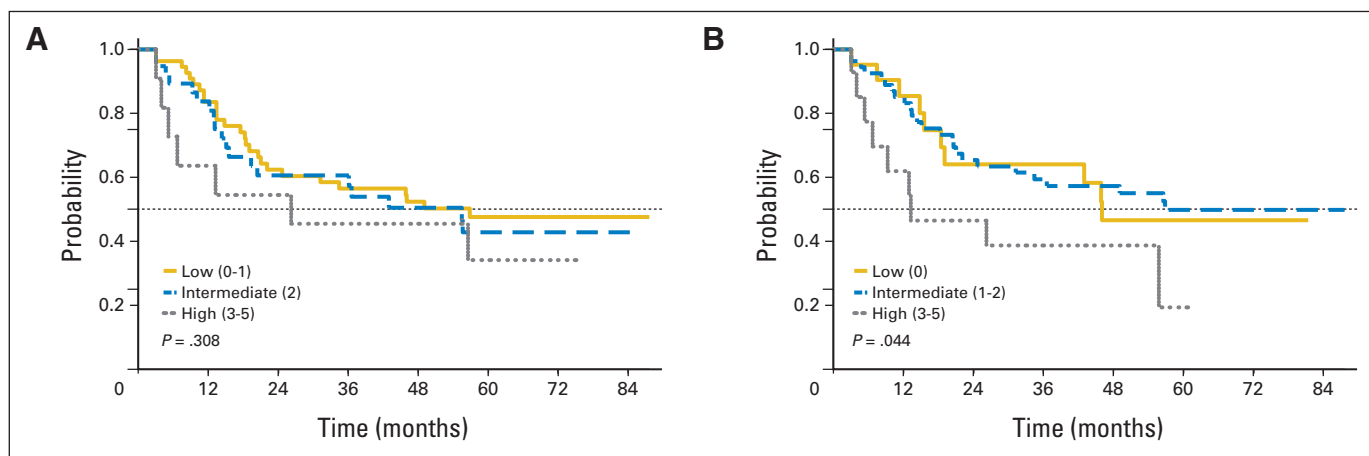 A
1.0
0.8
0.6
0.4
0.2
0
Probability
Low (0-1)
Intermediate (2)
High (3-5)
P = .308
12 24 36 48 60 72 84
Time (months)
B
1.0
0.8
0.6
0.4
0.2
0
Probability
Low (0)
Intermediate (1-2)
High (3-5)
P = .044
12 24 36 48 60 72 84
Time (months)